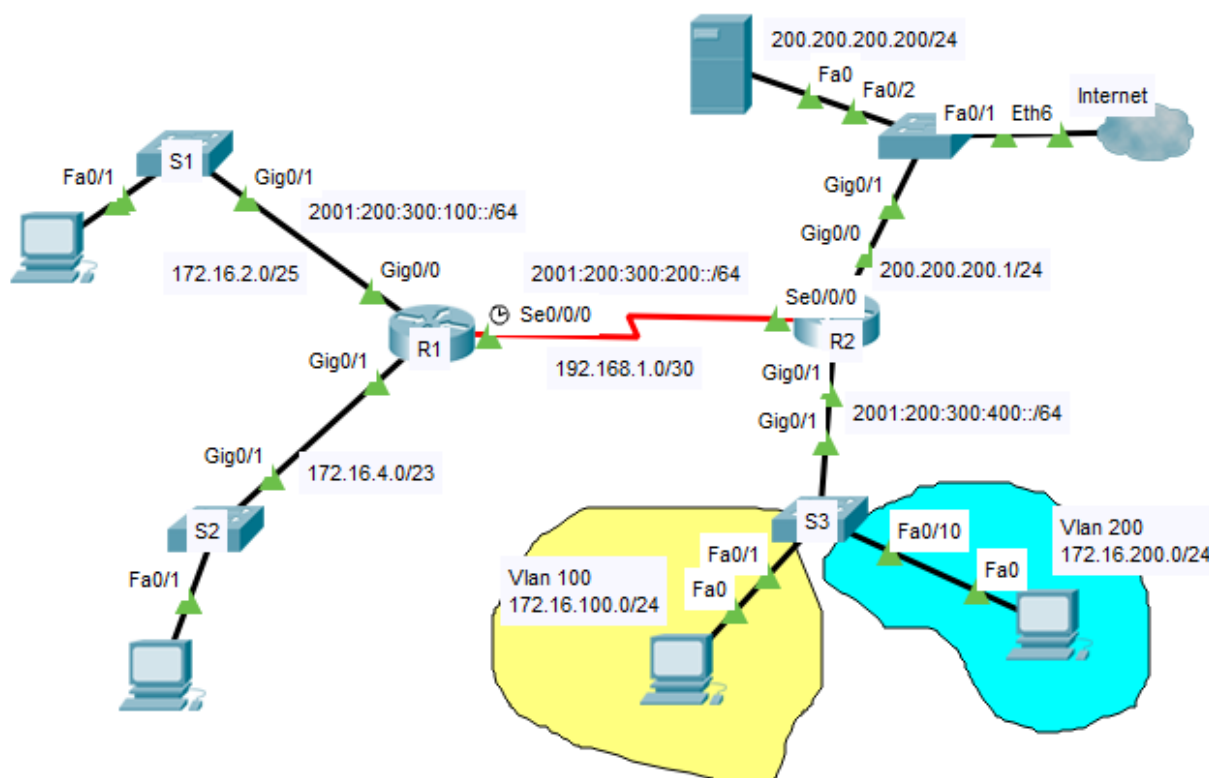 200.200.200.200/24
Fa0
Fa0/2
Fa0/1
Eth6
Internet
S1
Fa0/1
Gig0/1
2001:200:300:100::/64
172.16.2.0/25
Gig0/0
Gig0/1
Gig0/0
200.200.200.1/24
2001:200:300:200::/64
Se0/0/0
Se0/0/0
R1
R2
192.168.1.0/30
Gig0/1
Gig0/1
2001:200:300:400::/64
Gig0/1
Gig0/1
172.16.4.0/23
S2
Fa0/1
S3
Fa0/1
Fa0
Vlan 100
172.16.100.0/24
Fa0/10
Fa0
Vlan 200
172.16.200.0/24